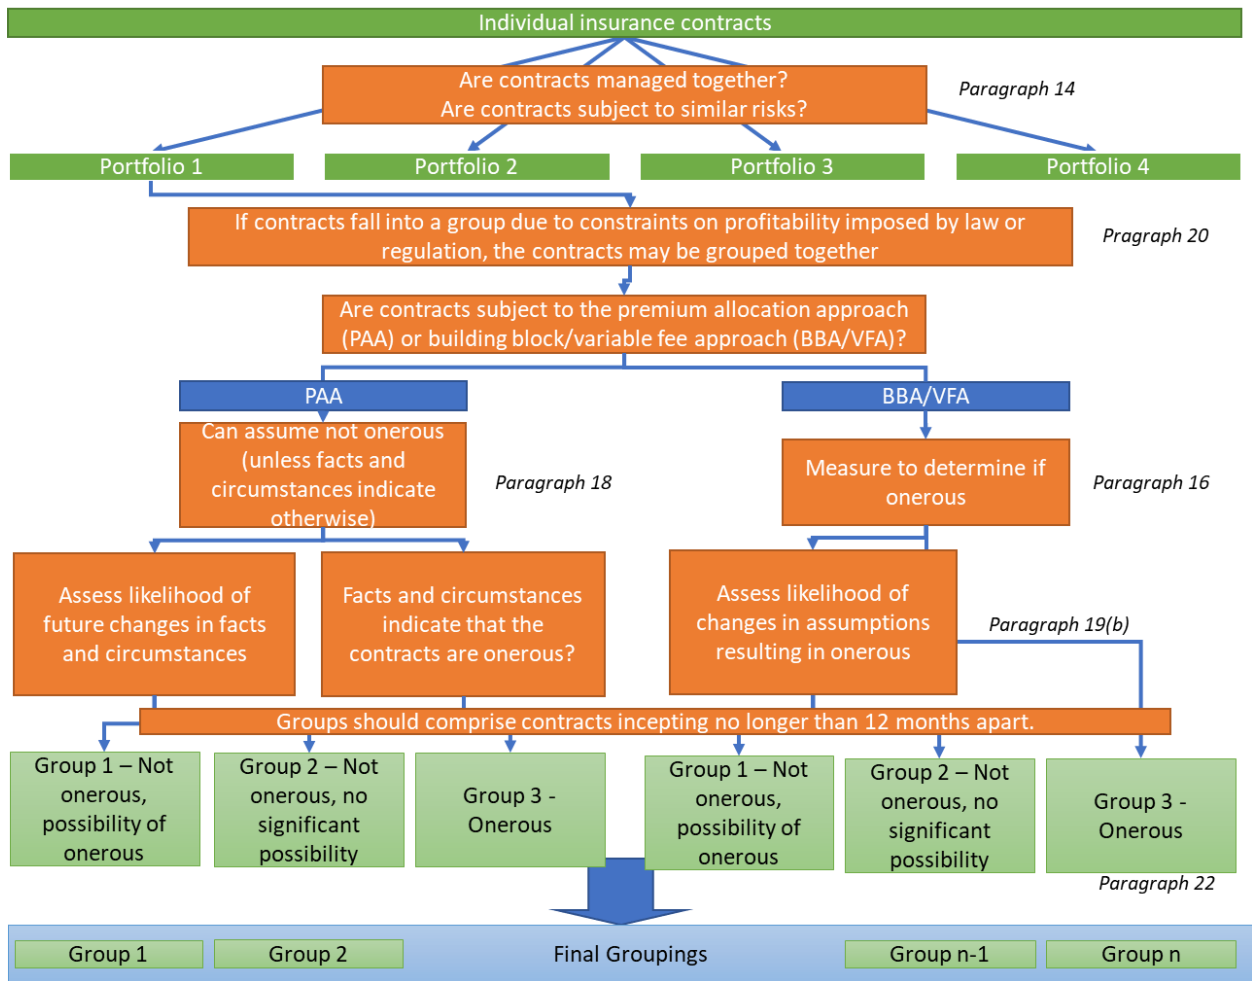 Individual insurance contracts
Are contracts managed together?
Are contracts subject to similar risks?
Paragraph 14
Portfolio 1
Portfolio 2
Portfolio 3
Portfolio 4
If contracts fall into a group due to constraints on profitability imposed by law or
regulation, the contracts may be grouped together
Pragraph 20
Are contracts subject to the premium allocation approach
(PAA) or building block/variable fee approach (BBA/VFA)?
PAA
BBA/VFA
Can assume not onerous
(unless facts and
circumstances indicate
otherwise)
Paragraph 18
Measure to determine if
onerous
Paragraph 16
Assess likelihood of
future changes in facts
and circumstances
Facts and circumstances
indicate that the
contracts are onerous?
Assess likelihood of
changes in assumptions
resulting in onerous
Paragraph 19(b)
Groups should comprise contracts incepting no longer than 12 months apart.
Group 1 – Not
onerous,
possibility of
onerous
Group 2 – Not
onerous, no
significant
possibility
Group 3 -
Onerous
Group 1 – Not
onerous,
possibility of
onerous
Group 2 – Not
onerous, no
significant
possibility
Group 3 -
Onerous
Paragraph 22
Group 1
Group 2
Final Groupings
Group n-1
Group n